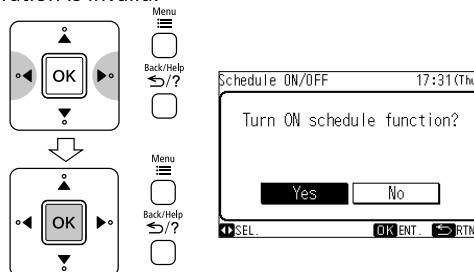 Menu
OK
Back/Help
/?
Menu
OK
Back/Help
/?
Schedule ON/OFF 17:31(Thu
Turn ON schedule function?
Yes No
SEL. OK ENT. RTN